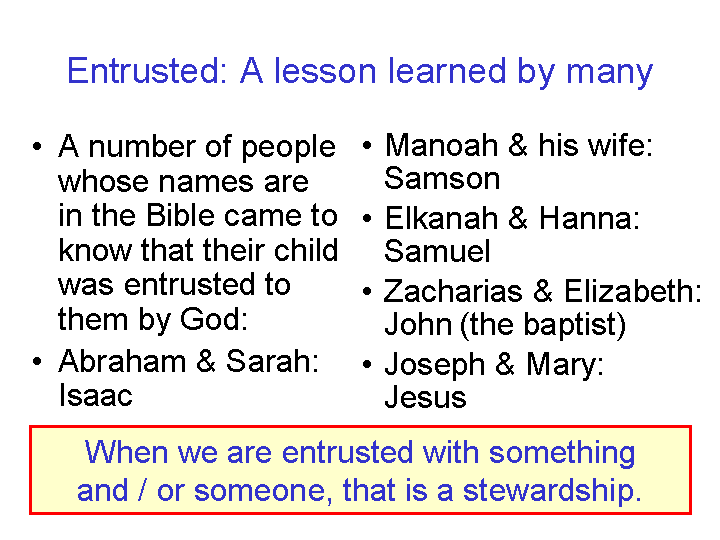 Entrusted: A lesson learned by many
• A number of people
whose names are
in the Bible came to
know that their child
was entrusted to
them by God:
• Abraham & Sarah:
Isaac
• Manoah & his wife:
Samson
• Elkanah & Hanna:
Samuel
• Zacharias & Elizabeth:
John (the baptist)
• Joseph & Mary:
Jesus
When we are entrusted with something
and / or someone, that is a stewardship.